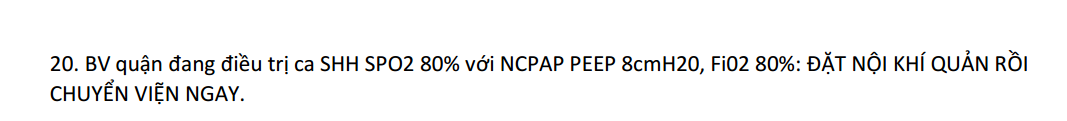 20. BV quận đang điều trị ca SHH SPO2 80% với NCPAP PEEP 8cmH20, Fi02 80%: ĐẶT NỘI KHÍ QUẢN RỒI
CHUYỂN VIỆN NGAY.